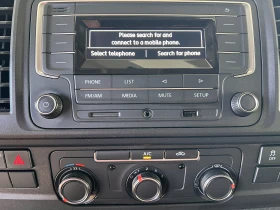 Please search for and
connect to a mobile phone.
Select telephone Search for phone
PHONE LIST
FM/AM MEDIA MUTE SETUP
A/C
OFF